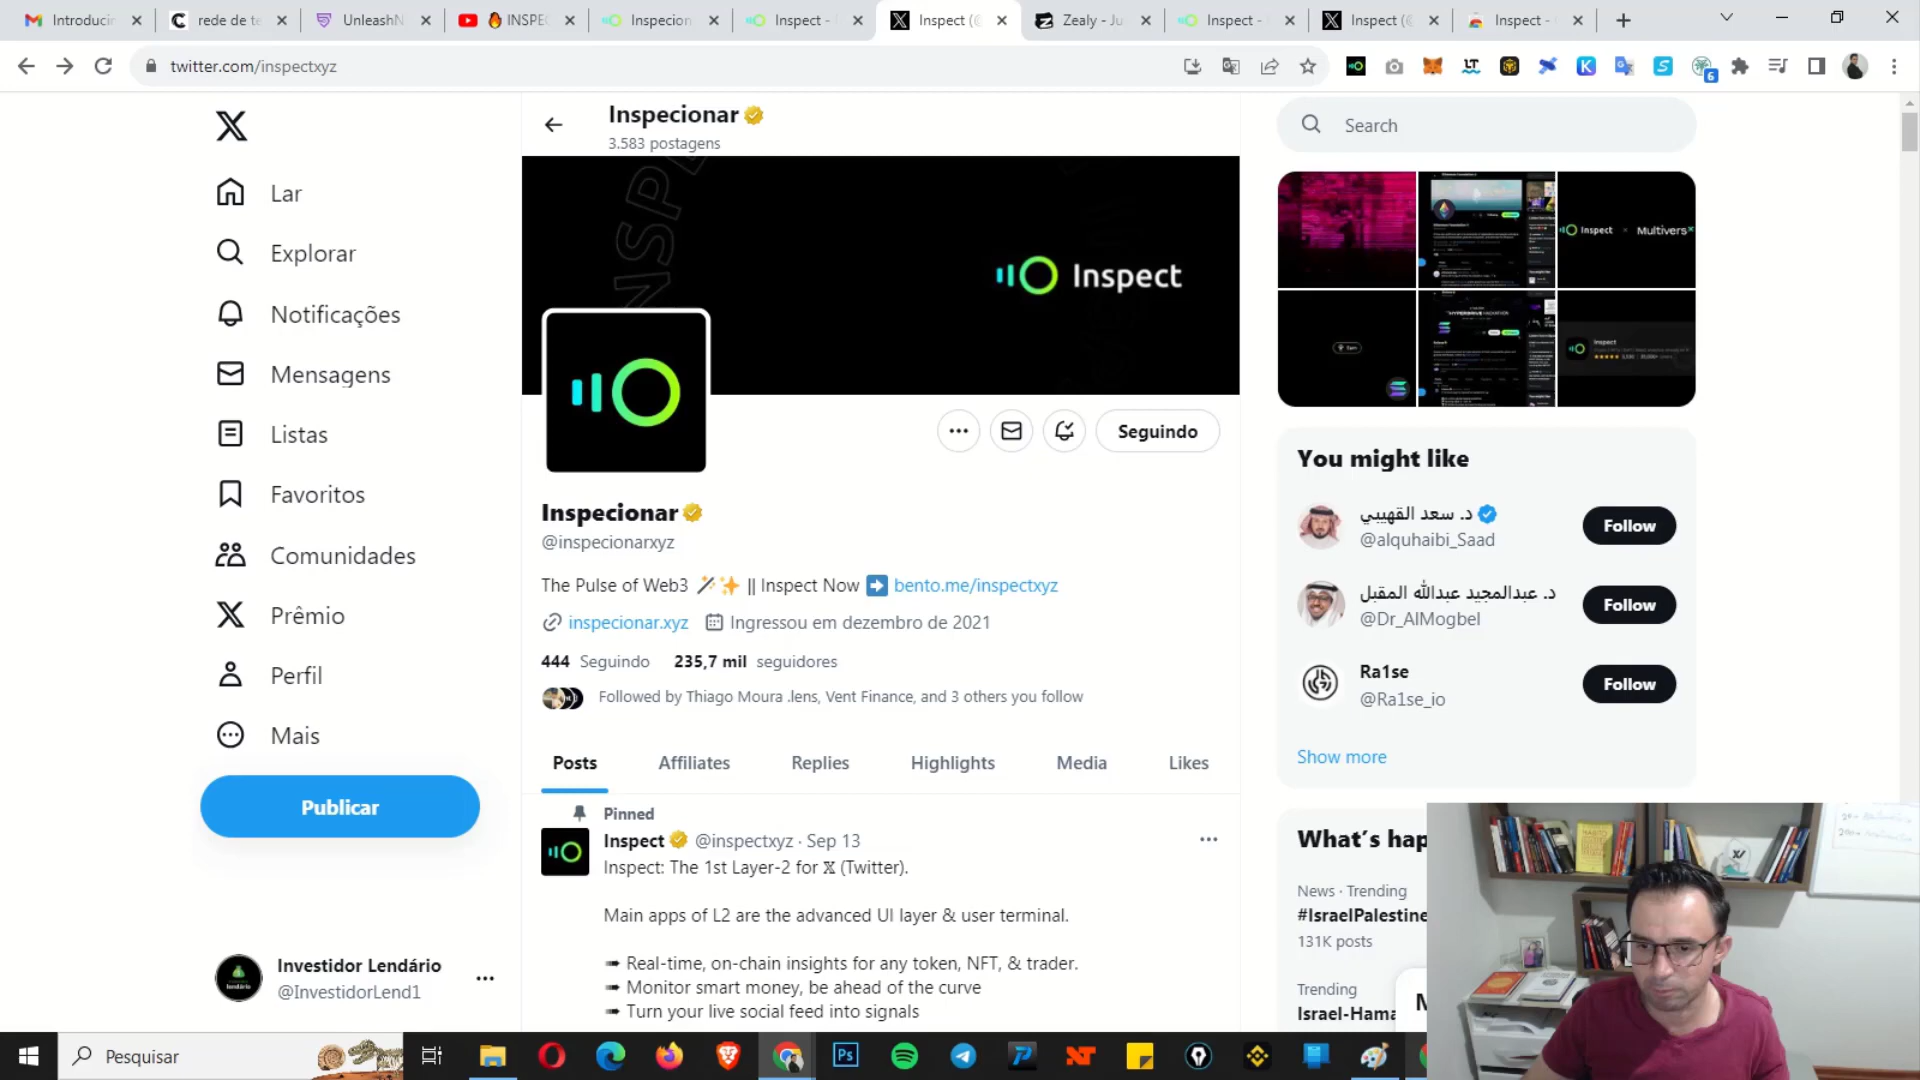 Introducin
rede de te
UnleashN
INSPEC
Inspecion
Inspect -
Inspect (
Zealy - Ju
Inspect -
Inspect (
Inspect -
twitter.com/inspectxyz
6
Inspecionar
3.583 postagens
Search
Lar
Explorar
Notificações
Mensagens
Listas
Favoritos
Comunidades
Prêmio
Perfil
Mais
Publicar
Investidor Lendário
@InvestidorLend1
Inspect
Inspect × Multivers
Earn
Inspect
Seguindo
Inspecionar
@inspecionarxyz
The Pulse of Web3 || Inspect Now ➡ bento.me/inspectxyz
inspecionar.xyz Ingressou em dezembro de 2021
444 Seguindo 235,7 mil seguidores
Followed by Thiago Moura .lens, Vent Finance, and 3 others you follow
Posts Affiliates Replies Highlights Media Likes
Pinned
Inspect @inspectxyz · Sep 13
Inspect: The 1st Layer-2 for 𝕏 (Twitter).
Main apps of L2 are the advanced UI layer & user terminal.
➠ Real-time, on-chain insights for any token, NFT, & trader.
➠ Monitor smart money, be ahead of the curve
➠ Turn your live social feed into signals
You might like
د. سعد القهيبي
@alquhaibi_Saad
Follow
د. عبدالمجيد عبدالله المقبل
@Dr_AlMogbel
Follow
Ra1se
@Ra1se_io
Follow
Show more
What's hap
News · Trending
#IsraelPalestine
131K posts
Trending
Israel-Hama
Pesquisar
Ps